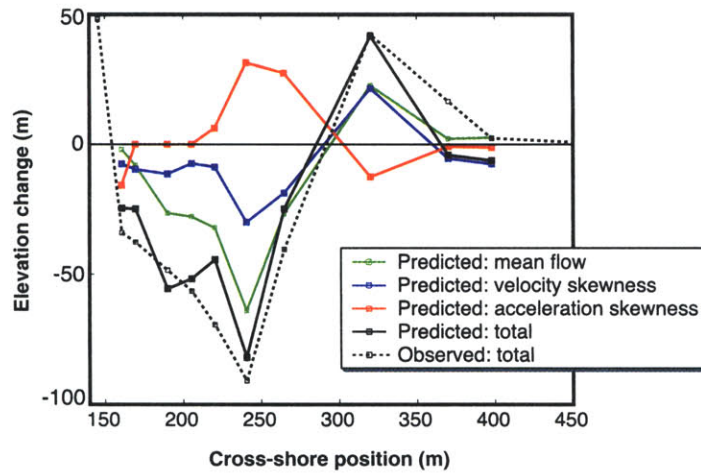 50
0
-50
-100
Elevation change (m)
Predicted: mean flow
Predicted: velocity skewness
Predicted: acceleration skewness
Predicted: total
Observed: total
150 200 250 300 350 400 450
Cross-shore position (m)